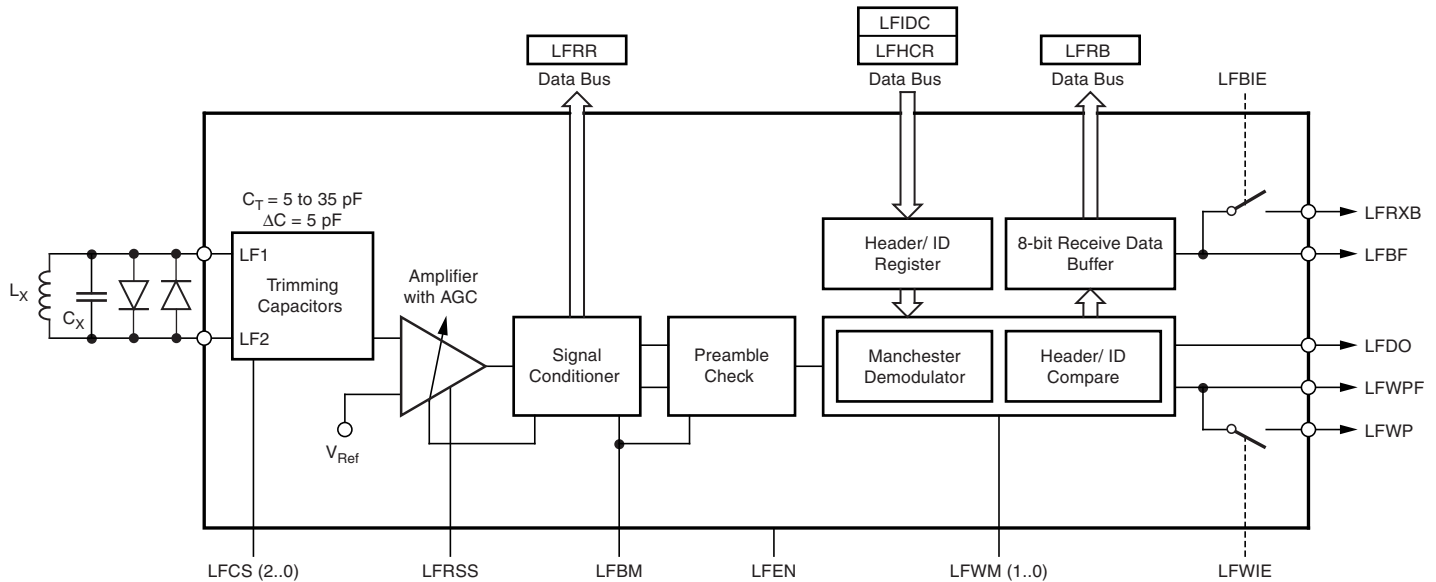 LFRR
Data Bus
LFIDC
LFHCR
Data Bus
LFRB
Data Bus
LFBIE
CT = 5 to 35 pF
ΔC = 5 pF
LF1
Trimming
Capacitors
LF2
LX
CX
Amplifier
with AGC
VRef
Signal
Conditioner
Preamble
Check
Header/ ID
Register
8-bit Receive Data
Buffer
Manchester
Demodulator
Header/ ID
Compare
LFRXB
LFBF
LFDO
LFWPF
LFWP
LFCS (2..0)
LFRSS
LFBM
LFEN
LFWM (1..0)
LFWIE